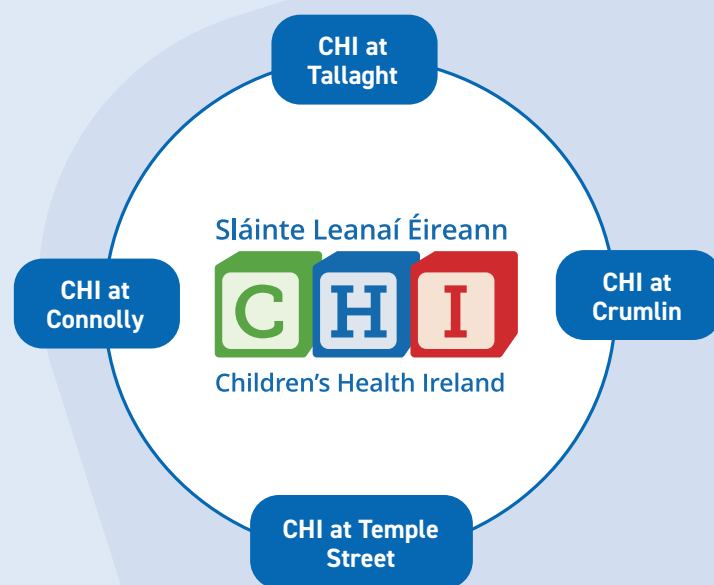 CHI at
Tallaght
Sláinte Leanaí Éireann
CHI
Children's Health Ireland
CHI at
Connolly
CHI at
Crumlin
CHI at Temple
Street